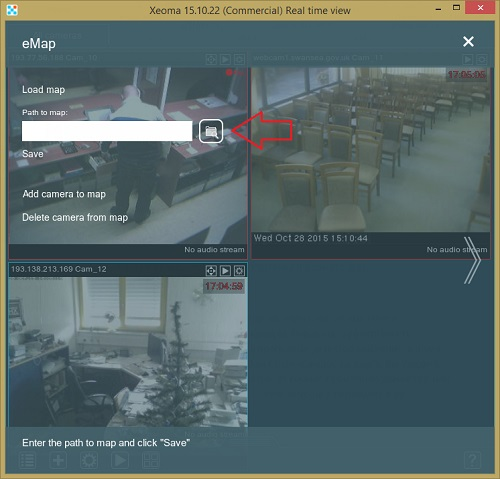 Xeoma 15.10.22 (Commercial) Real time view
eMap
Load map
Path to map:
Save
Add camera to map
Delete camera from map
17:05:05
Wed Oct 28 2015 15:10:44
No audio stream
No audio stream
193.138.213.169 Cam_12
17:04:59
Enter the path to map and click "Save"
?